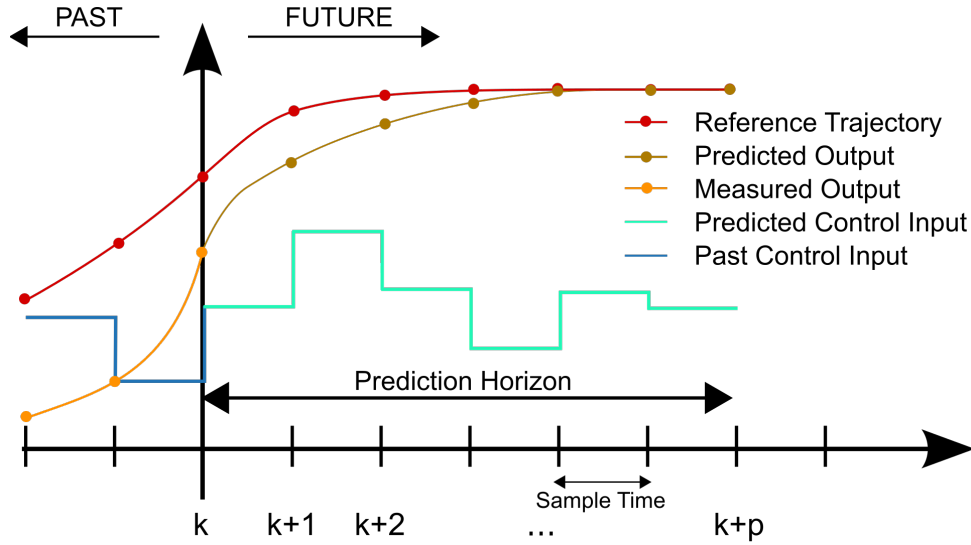 PAST
FUTURE
Reference Trajectory
Predicted Output
Measured Output
Predicted Control Input
Past Control Input
Prediction Horizon
Sample Time
k k+1 k+2 ... k+p